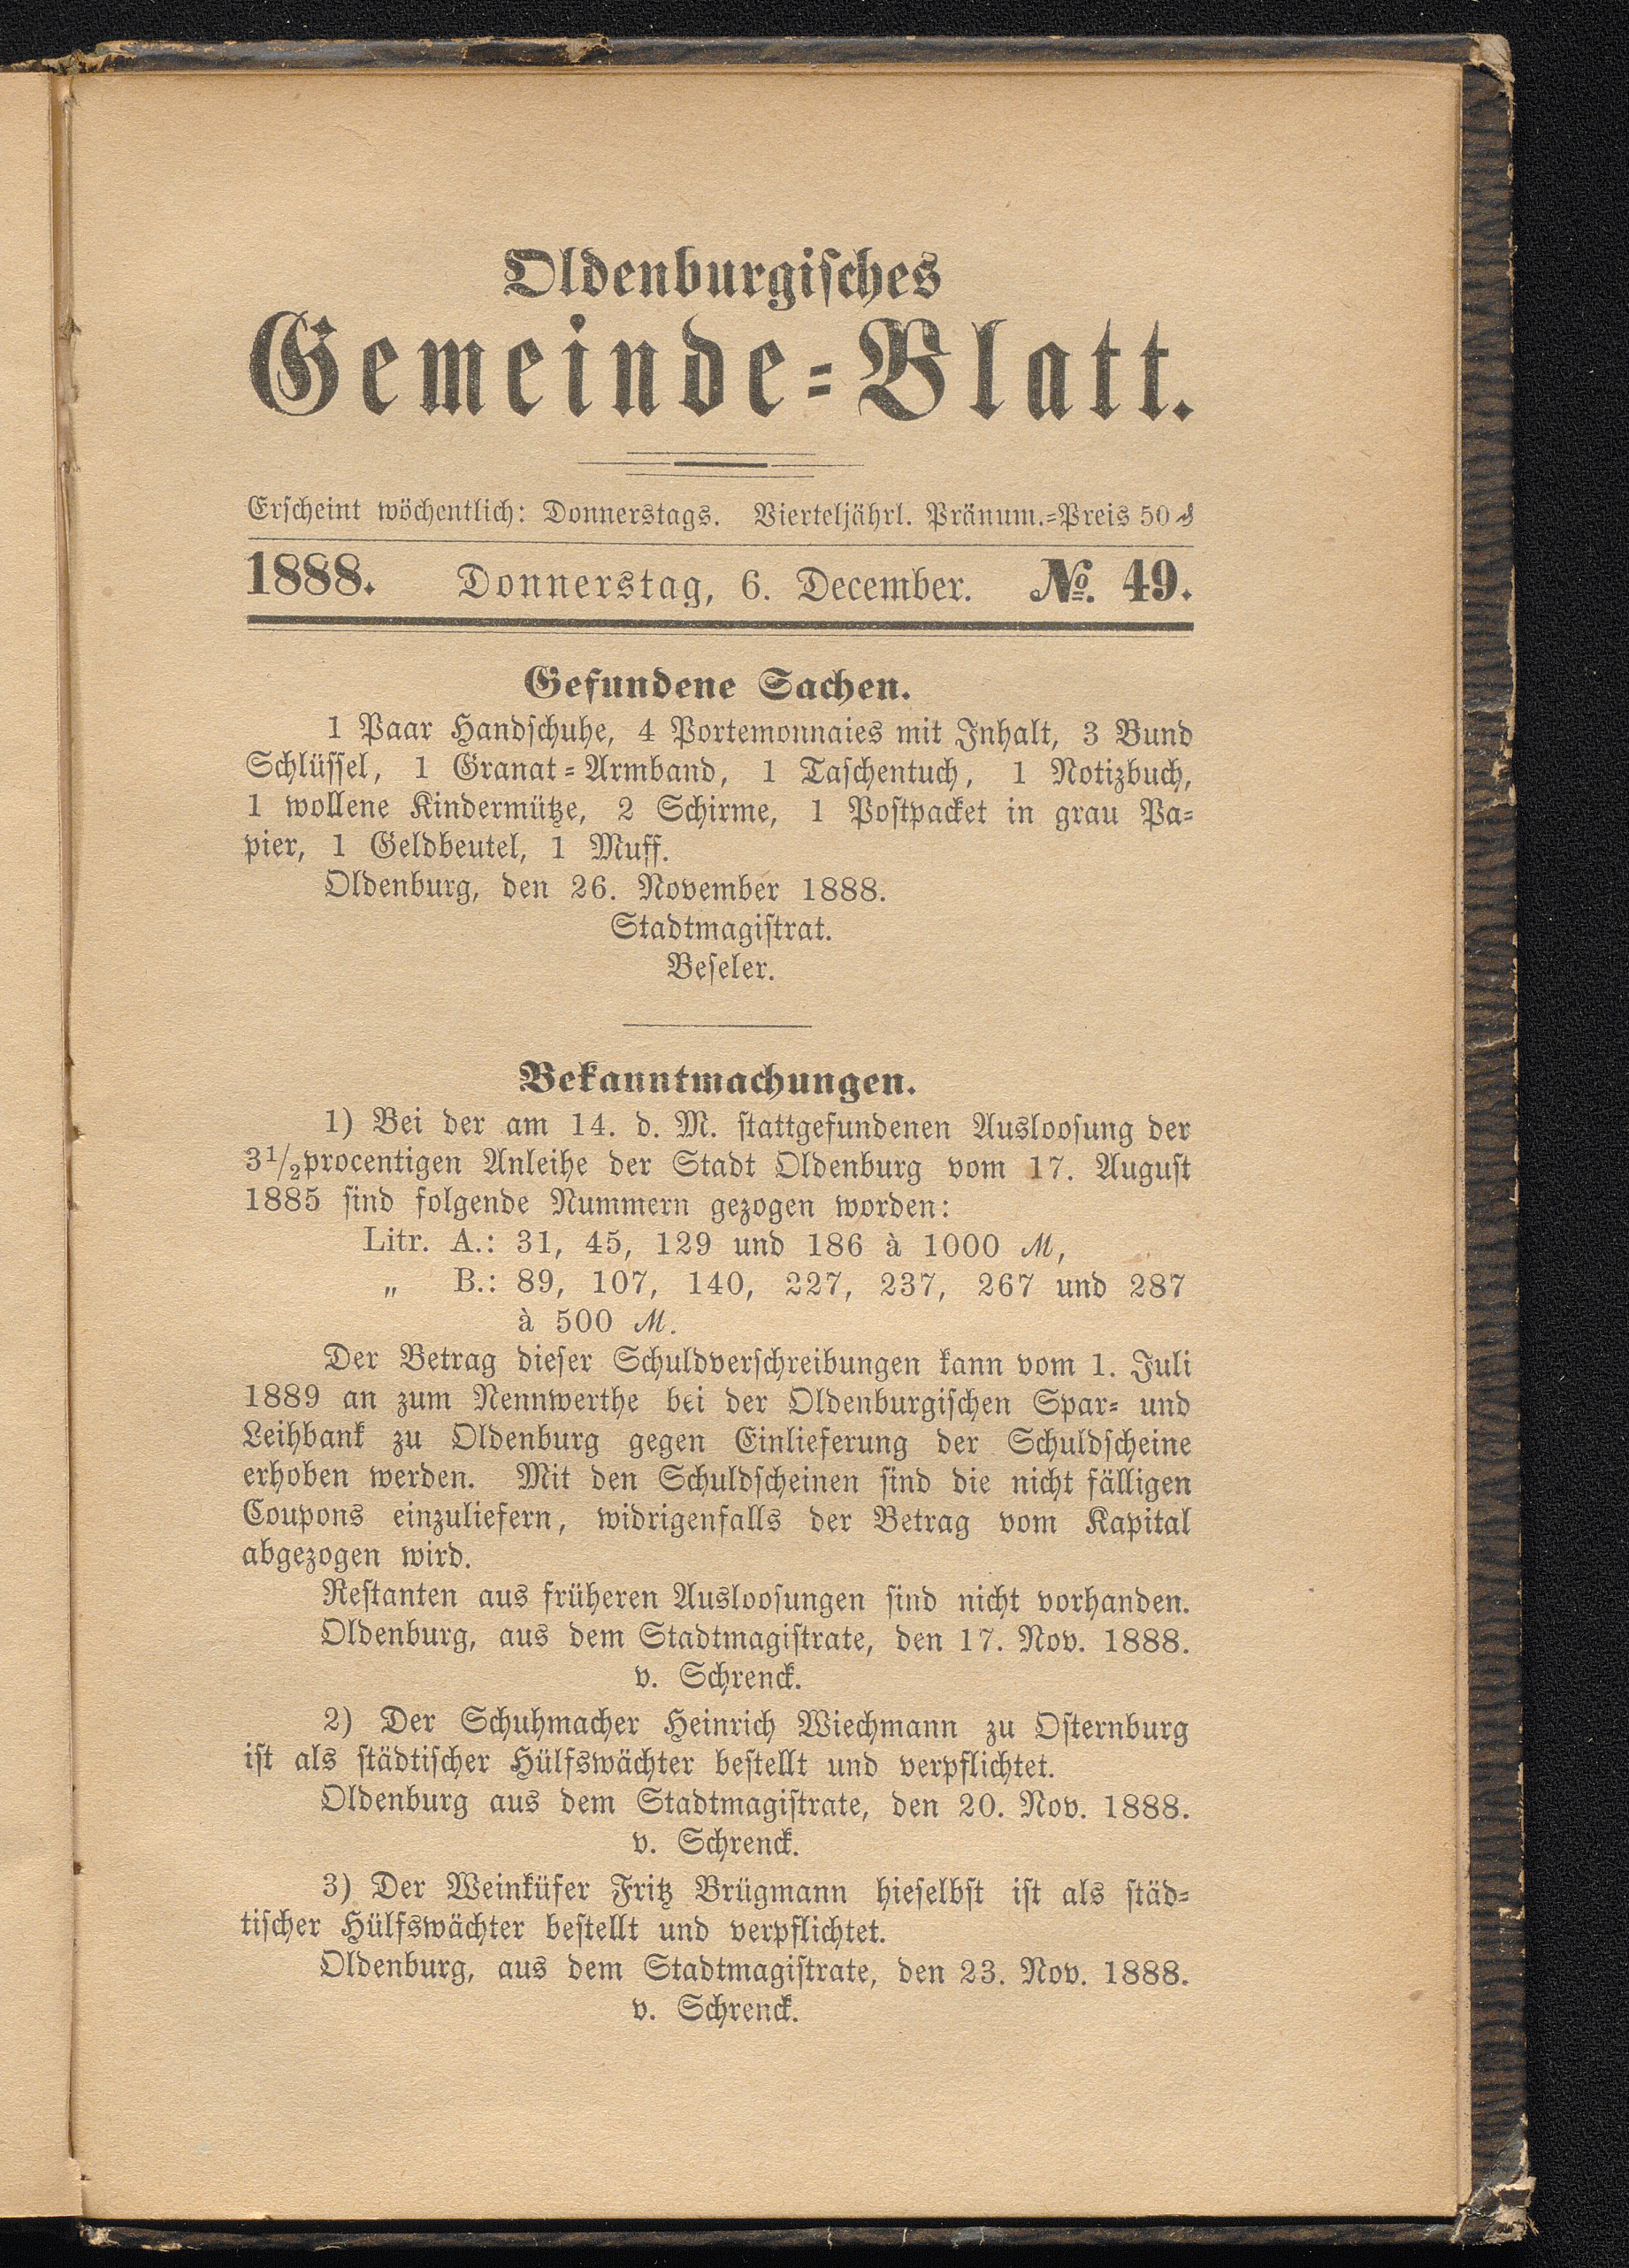 Oldenburgisches
Gemeinde-Blatt.
Erscheint wöchentlich: Donnerstags. Vierteljährl. Pränum.-Preis 50 ₰
1888. Donnerstag, 6. December. №. 49.
Gefundene Sachen.
1 Paar Handschuhe, 4 Portemonnaies mit Inhalt, 3 Bund
Schlüssel, 1 Granat-Armband, 1 Taschentuch, 1 Notizbuch,
1 wollene Kindermütze, 2 Schirme, 1 Postpacket in grau Pa-
pier, 1 Geldbeutel, 1 Muff.
Oldenburg, den 26. November 1888.
Stadtmagistrat.
Beseler.
Bekanntmachungen.
1) Bei der am 14. d. M. stattgefundenen Ausloosung der
3¹/₂procentigen Anleihe der Stadt Oldenburg vom 17. August
1885 sind folgende Nummern gezogen worden:
Litr. A.: 31, 45, 129 und 186 à 1000 ℳ,
„ B.: 89, 107, 140, 227, 237, 267 und 287
à 500 ℳ.
Der Betrag dieser Schuldverschreibungen kann vom 1. Juli
1889 an zum Nennwerthe bei der Oldenburgischen Spar- und
Leihbank zu Oldenburg gegen Einlieferung der Schuldscheine
erhoben werden. Mit den Schuldscheinen sind die nicht fälligen
Coupons einzuliefern, widrigenfalls der Betrag vom Kapital
abgezogen wird.
Restanten aus früheren Ausloosungen sind nicht vorhanden.
Oldenburg, aus dem Stadtmagistrate, den 17. Nov. 1888.
v. Schrenck.
2) Der Schuhmacher Heinrich Wiechmann zu Osternburg
ist als städtischer Hülfswächter bestellt und verpflichtet.
Oldenburg aus dem Stadtmagistrate, den 20. Nov. 1888.
v. Schrenck.
3) Der Weinküfer Fritz Brügmann hieselbst ist als städ-
tischer Hülfswächter bestellt und verpflichtet.
Oldenburg, aus dem Stadtmagistrate, den 23. Nov. 1888.
v. Schrenck.